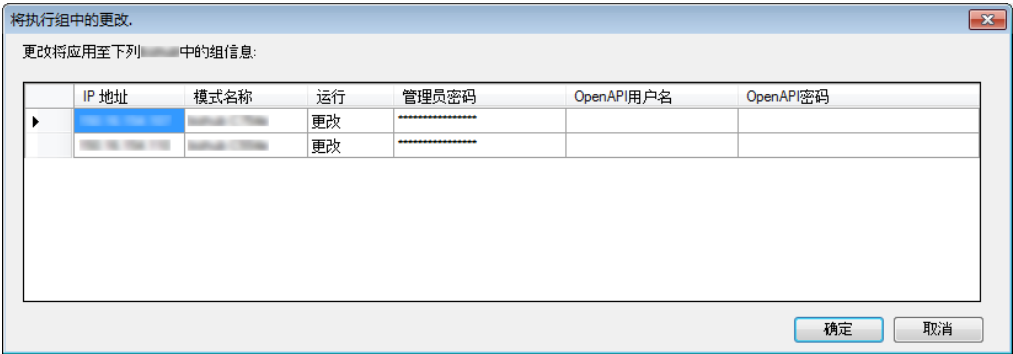 将执行组中的更改.
更改将应用至下列 中的组信息:
IP 地址 模式名称 运行 管理员密码 OpenAPI用户名 OpenAPI密码
更改 ****************
更改 ****************
确定 取消